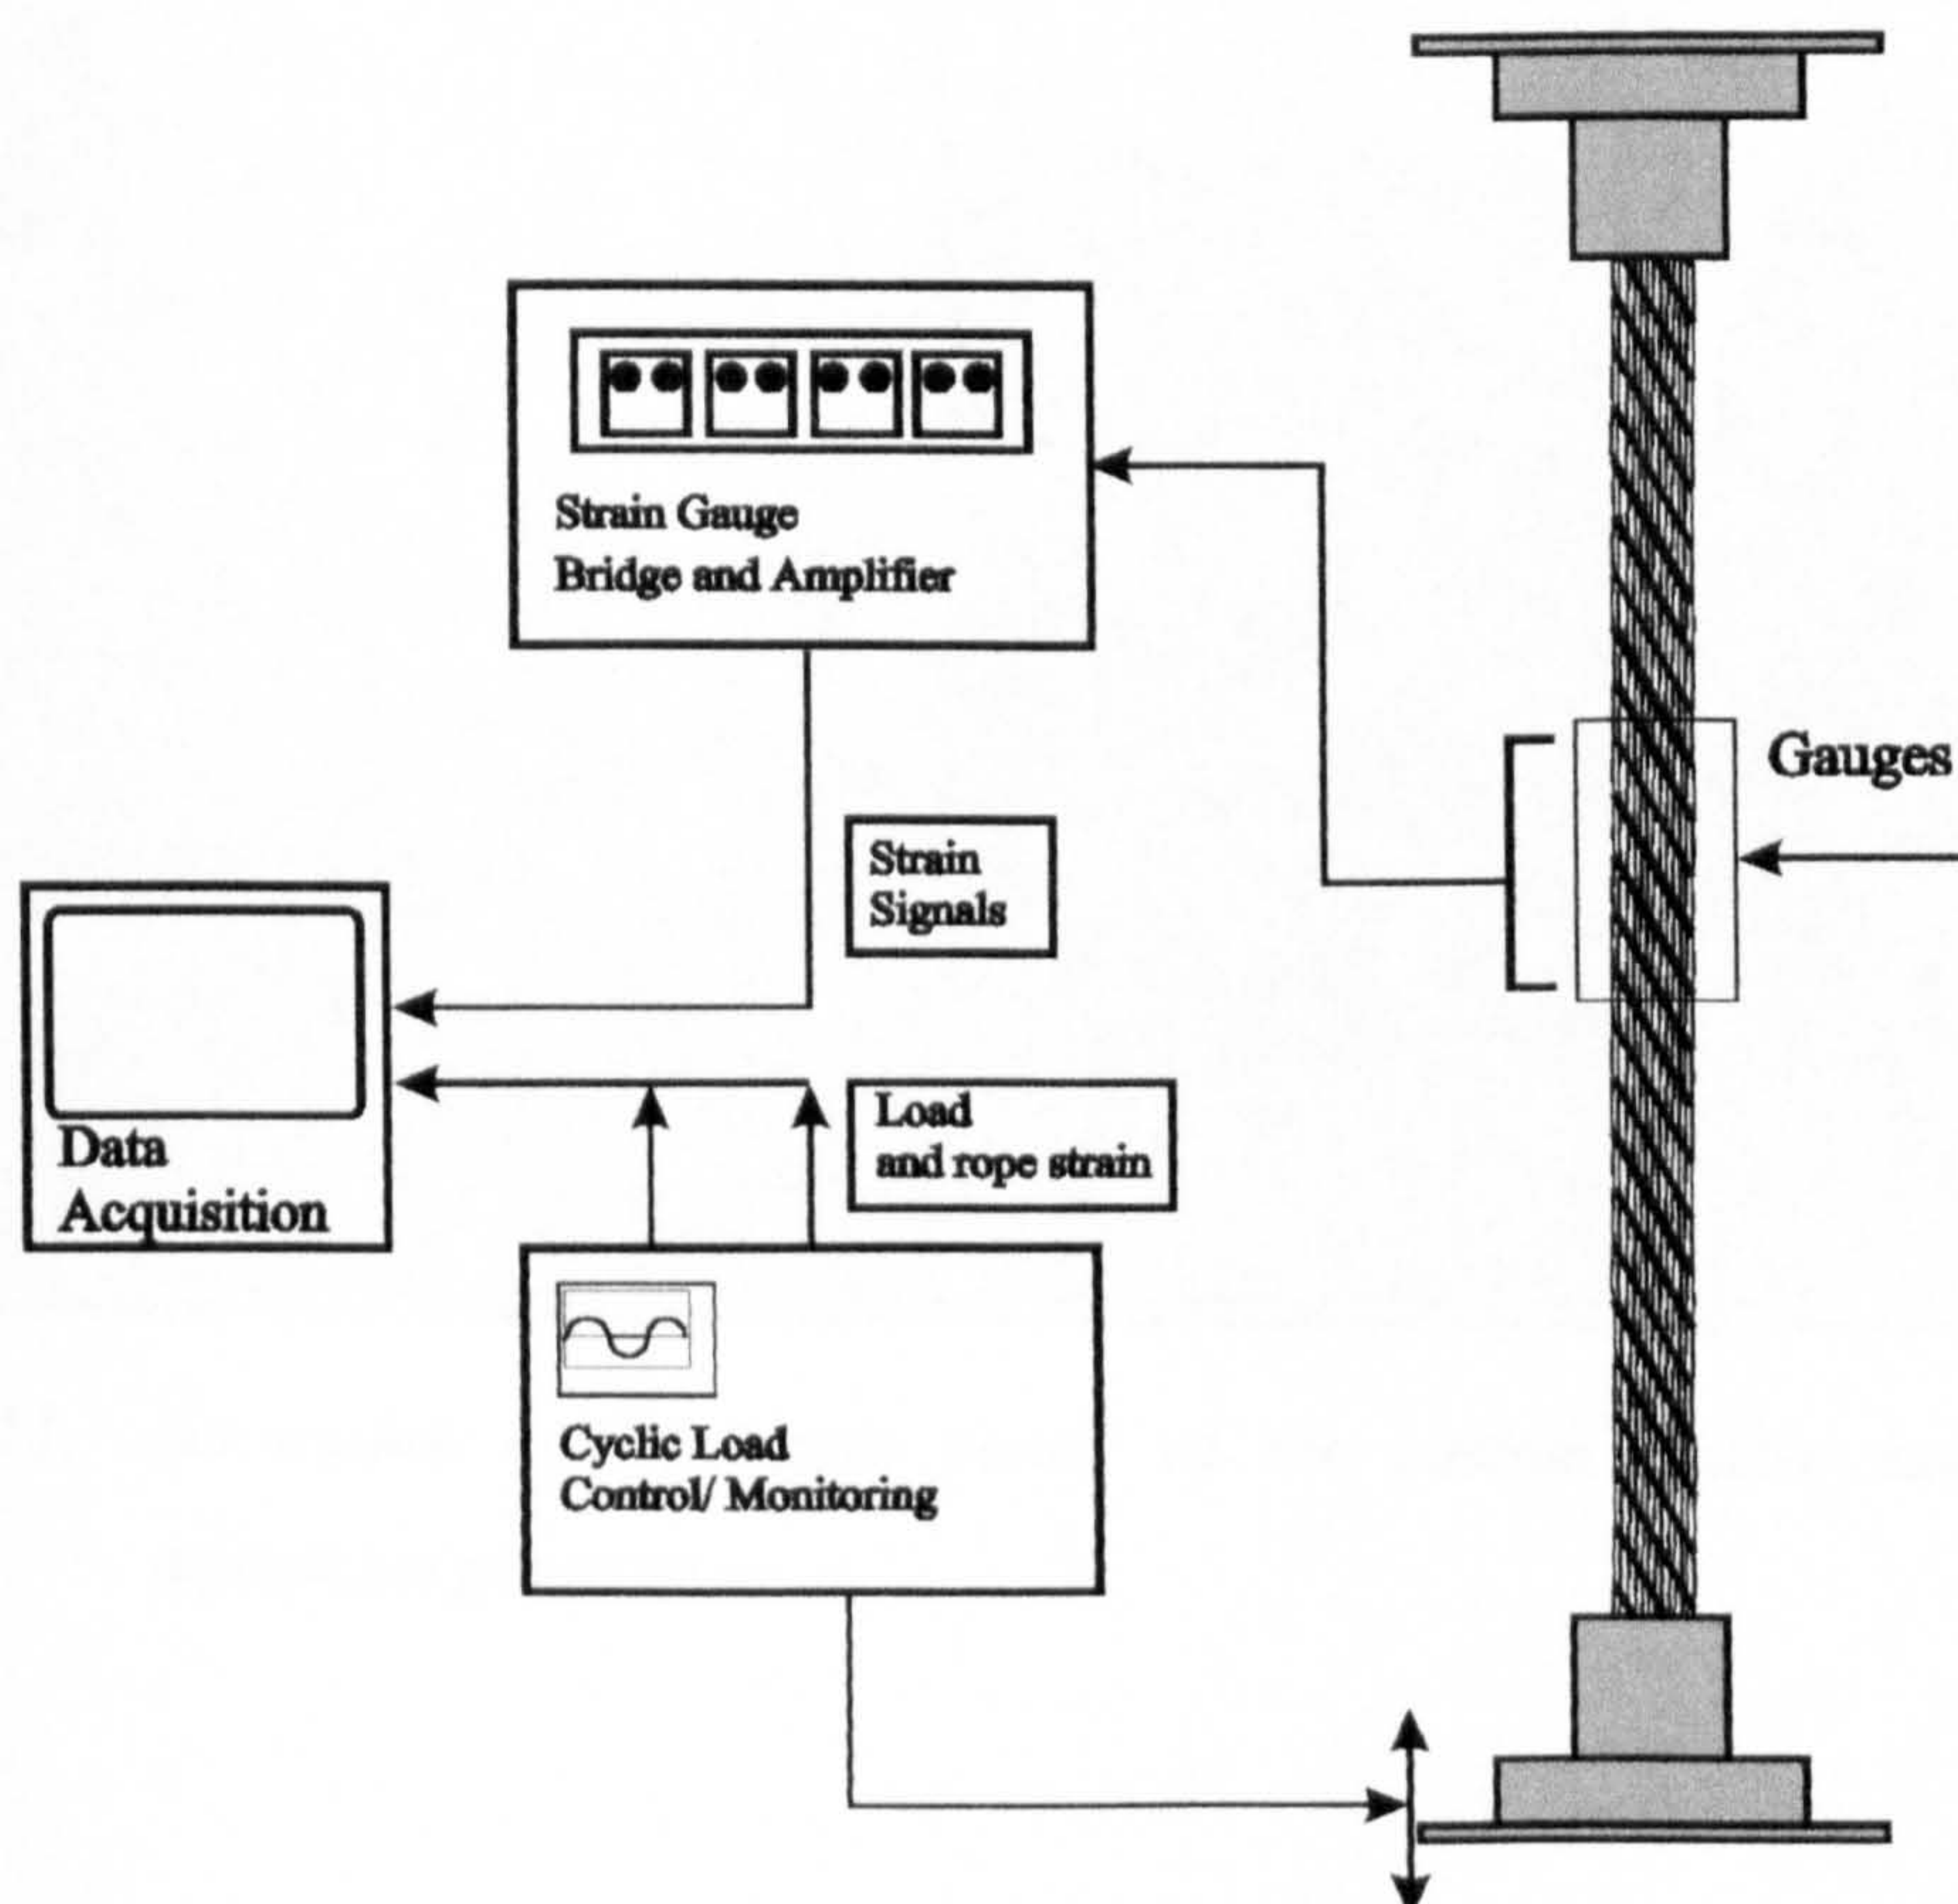 Strain Gauge
Bridge and Amplifier
Gauges
Strain
Signals
Data
Acquisition
Load
and rope strain
Cyclic Load
Control/ Monitoring